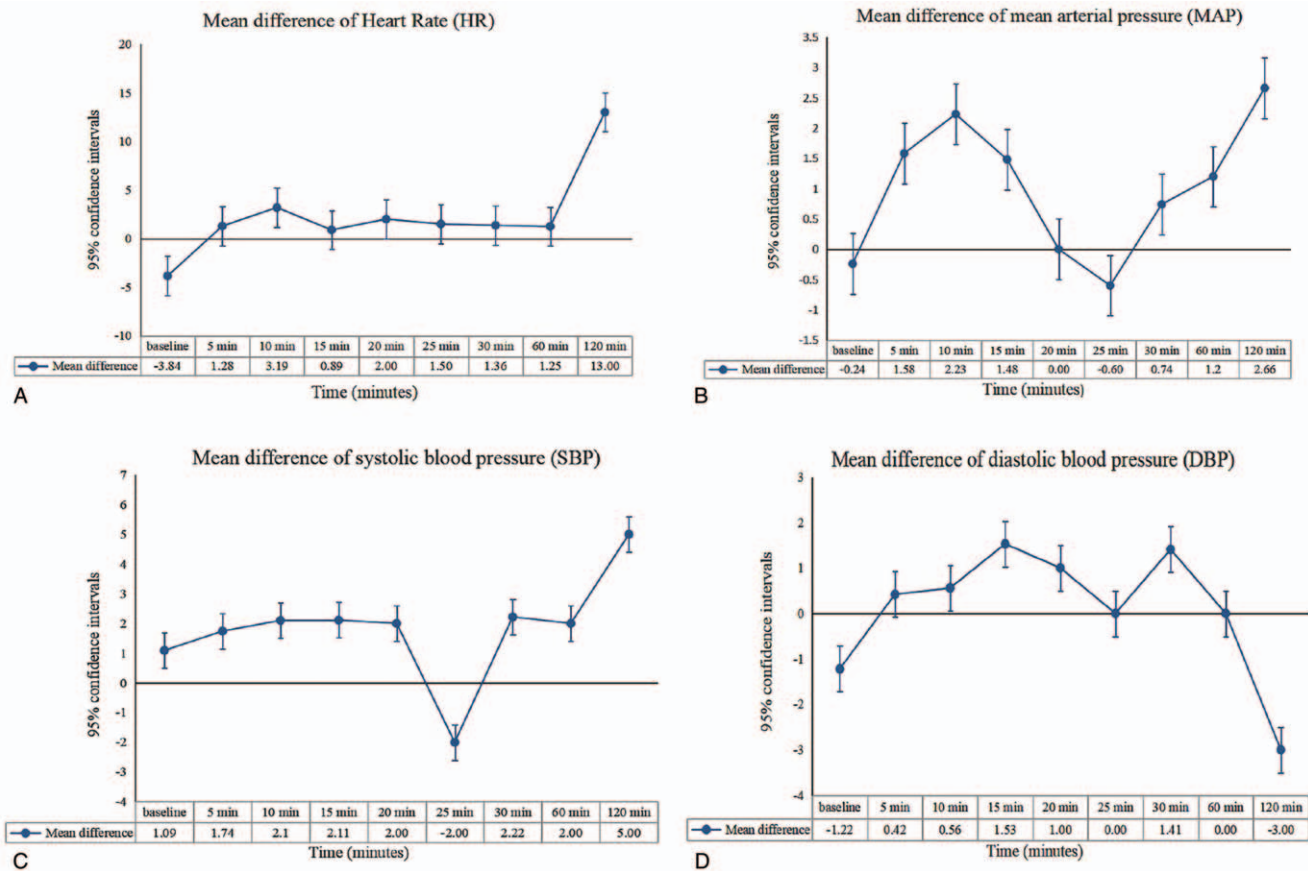 Mean difference of Heart Rate (HR)
95% confidence intervals
20
15
10
5
0
-5
-10
baseline 5 min 10 min 15 min 20 min 25 min 30 min 60 min 120 min
Mean difference -3.84 1.28 3.19 0.89 2.00 1.50 1.36 1.25 13.00
Time (minutes)
A
Mean difference of mean arterial pressure (MAP)
95% confidence intervals
3.5
3
2.5
2
1.5
1
0.5
0
-0.5
-1
-1.5
baseline 5 min 10 min 15 min 20 min 25 min 30 min 60 min 120 min
Mean difference -0.24 1.58 2.23 1.48 0.00 -0.60 0.74 1.2 2.66
Time (minutes)
B
Mean difference of systolic blood pressure (SBP)
95% confidence intervals
7
6
5
4
3
2
1
0
-1
-2
-3
-4
baseline 5 min 10 min 15 min 20 min 25 min 30 min 60 min 120 min
Mean difference 1.09 1.74 2.1 2.11 2.00 -2.00 2.22 2.00 5.00
Time (minutes)
C
Mean difference of diastolic blood pressure (DBP)
95% confidence intervals
3
2
1
0
-1
-2
-3
-4
baseline 5 min 10 min 15 min 20 min 25 min 30 min 60 min 120 min
Mean difference -1.22 0.42 0.56 1.53 1.00 0.00 1.41 0.00 -3.00
Time (minutes)
D